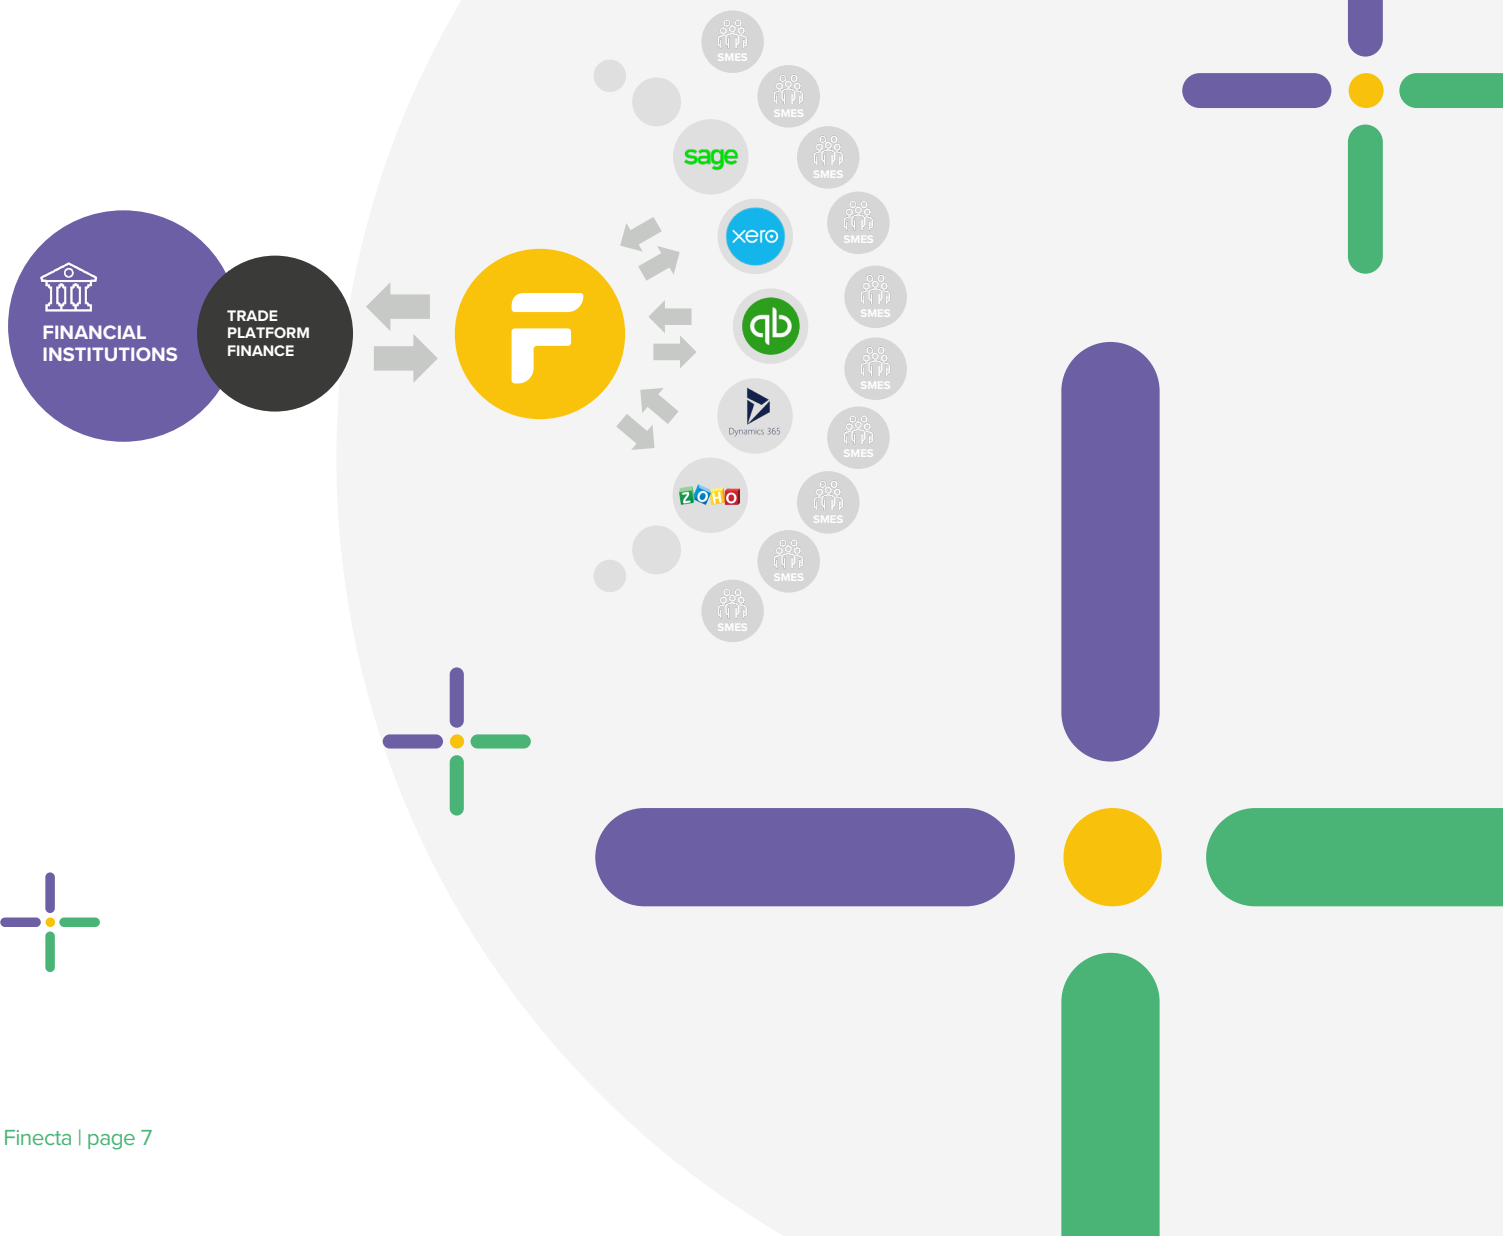 SMES
SMES
sage
SMES
SMES
xero
FINANCIAL
INSTITUTIONS
TRADE
PLATFORM
FINANCE
F
SMES
qb
SMES
Dynamics 365
SMES
ZOHO
SMES
SMES
SMES
Finecta | page 7